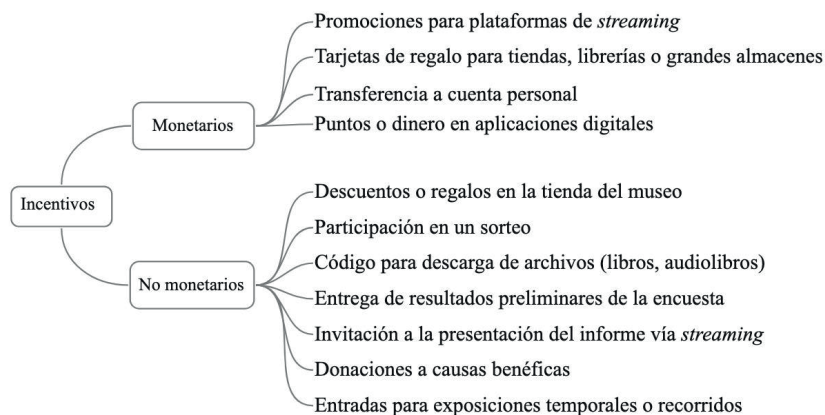 Incentivos
Monetarios
Promociones para plataformas de streaming
Tarjetas de regalo para tiendas, librerías o grandes almacenes
Transferencia a cuenta personal
Puntos o dinero en aplicaciones digitales
No monetarios
Descuentos o regalos en la tienda del museo
Participación en un sorteo
Código para descarga de archivos (libros, audiolibros)
Entrega de resultados preliminares de la encuesta
Invitación a la presentación del informe vía streaming
Donaciones a causas benéficas
Entradas para exposiciones temporales o recorridos